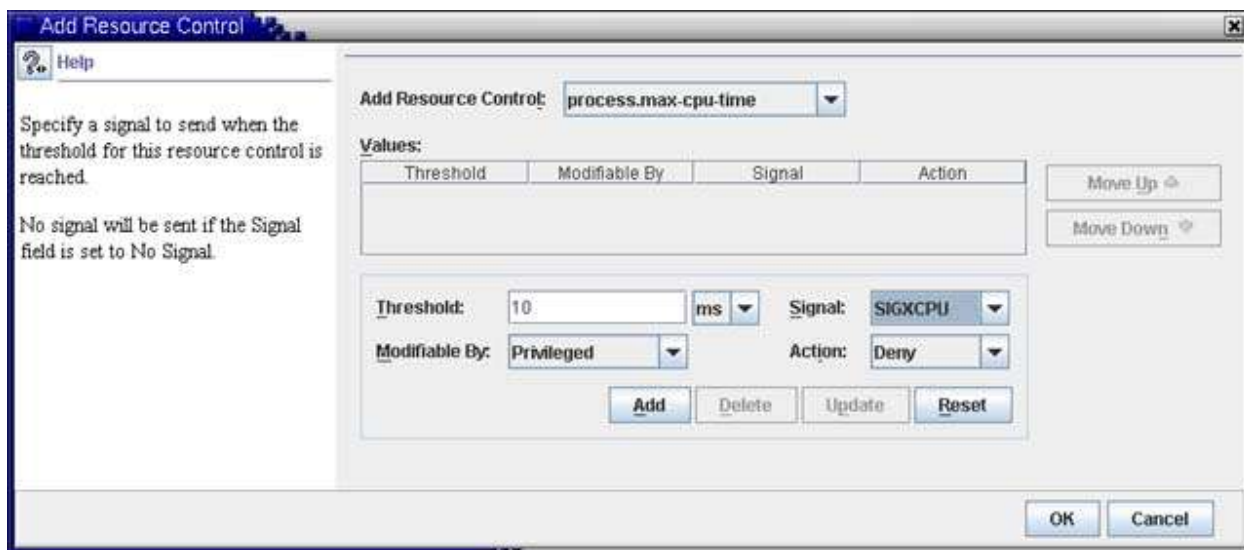 Add Resource Control
Help
Specify a signal to send when the
threshold for this resource control is
reached.
No signal will be sent if the Signal
field is set to No Signal.
Add Resource Control: process.max-cpu-time
Values:
Threshold Modifiable By Signal Action
Move Up
Move Down
Threshold: 10 ms Signal: SIGXCPU
Modifiable By: Privileged Action: Deny
Add Delete Update Reset
OK Cancel